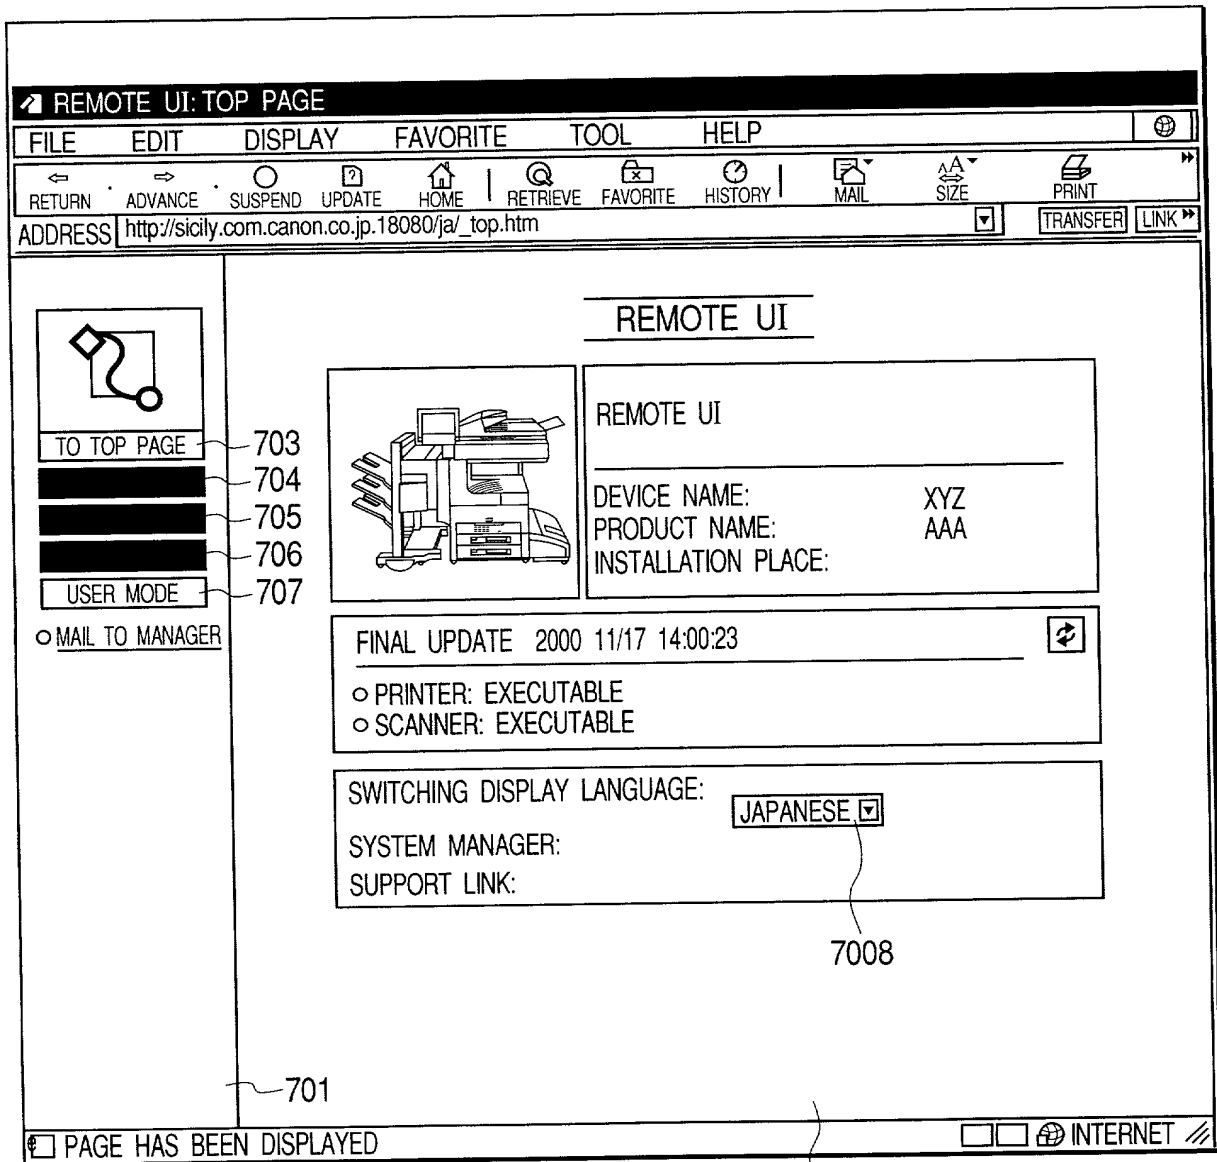 REMOTE UI: TOP PAGE
FILE EDIT DISPLAY FAVORITE TOOL HELP
RETURN ADVANCE SUSPEND UPDATE HOME RETRIEVE FAVORITE HISTORY MAIL SIZE PRINT
ADDRESS http://sicily.com.canon.co.jp.18080/ja/_top.htm TRANSFER LINK
REMOTE UI
TO TOP PAGE 703
704
705
706
USER MODE 707
MAIL TO MANAGER
REMOTE UI
DEVICE NAME: XYZ
PRODUCT NAME: AAA
INSTALLATION PLACE:
FINAL UPDATE 2000 11/17 14:00:23
PRINTER: EXECUTABLE
SCANNER: EXECUTABLE
SWITCHING DISPLAY LANGUAGE: JAPANESE
SYSTEM MANAGER:
SUPPORT LINK:
7008
701
PAGE HAS BEEN DISPLAYED INTERNET